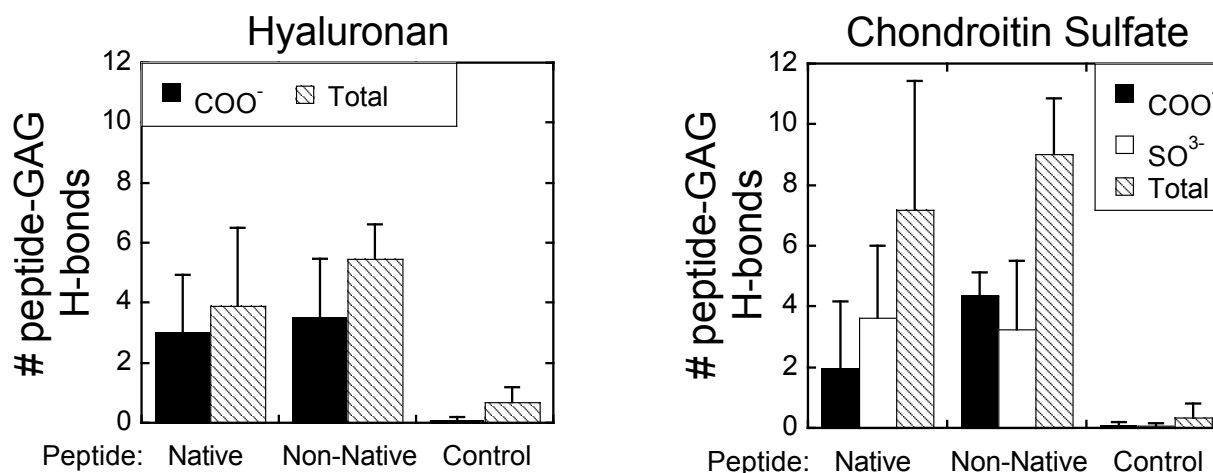 Hyaluronan
# peptide-GAG
H-bonds
12
10
8
6
4
2
0
COO⁻ Total
Peptide: Native Non-Native Control
Chondroitin Sulfate
# peptide-GAG
H-bonds
12
10
8
6
4
2
0
COO⁻
SO³⁻
Total
Peptide: Native Non-Native Control